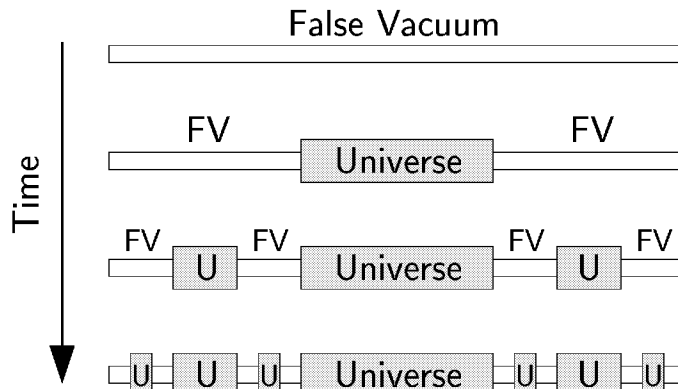 False Vacuum
Time
FV Universe FV
FV U FV Universe FV U FV
U U U Universe U U U